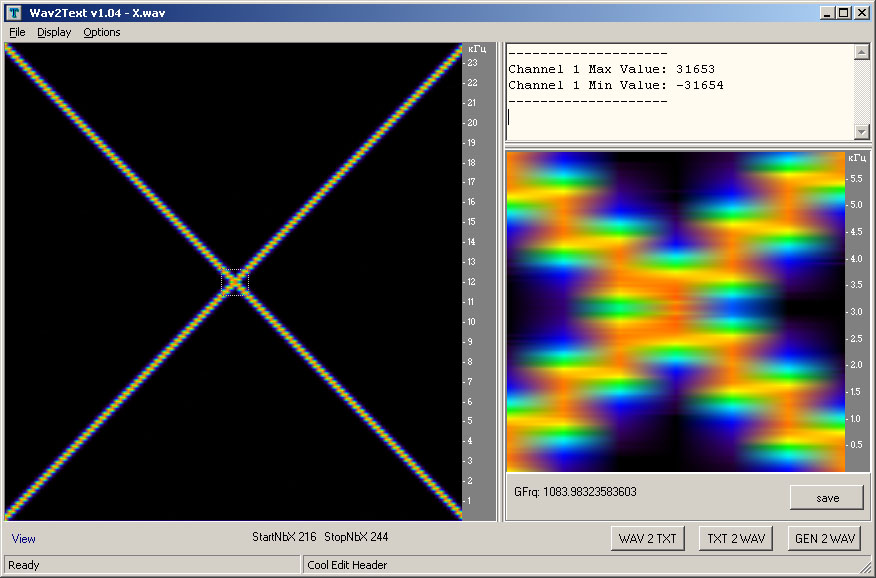 Wav2Text v1.04 - X.wav
File Display Options
кГц
23
22
21
20
19
18
17
16
15
14
13
12
11
10
9
8
7
6
5
4
3
2
1
--------------------
Channel 1 Max Value: 31653
Channel 1 Min Value: -31654
--------------------
кГц
5.5
5.0
4.5
4.0
3.5
3.0
2.5
2.0
1.5
1.0
0.5
GFrq: 1083.98323583603
save
View
StartNbX 216 StopNbX 244
WAV 2 TXT
TXT 2 WAV
GEN 2 WAV
Ready
Cool Edit Header